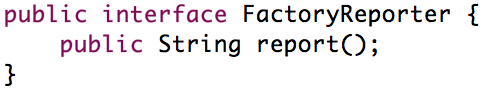 public interface FactoryReporter {
    public String report();
}